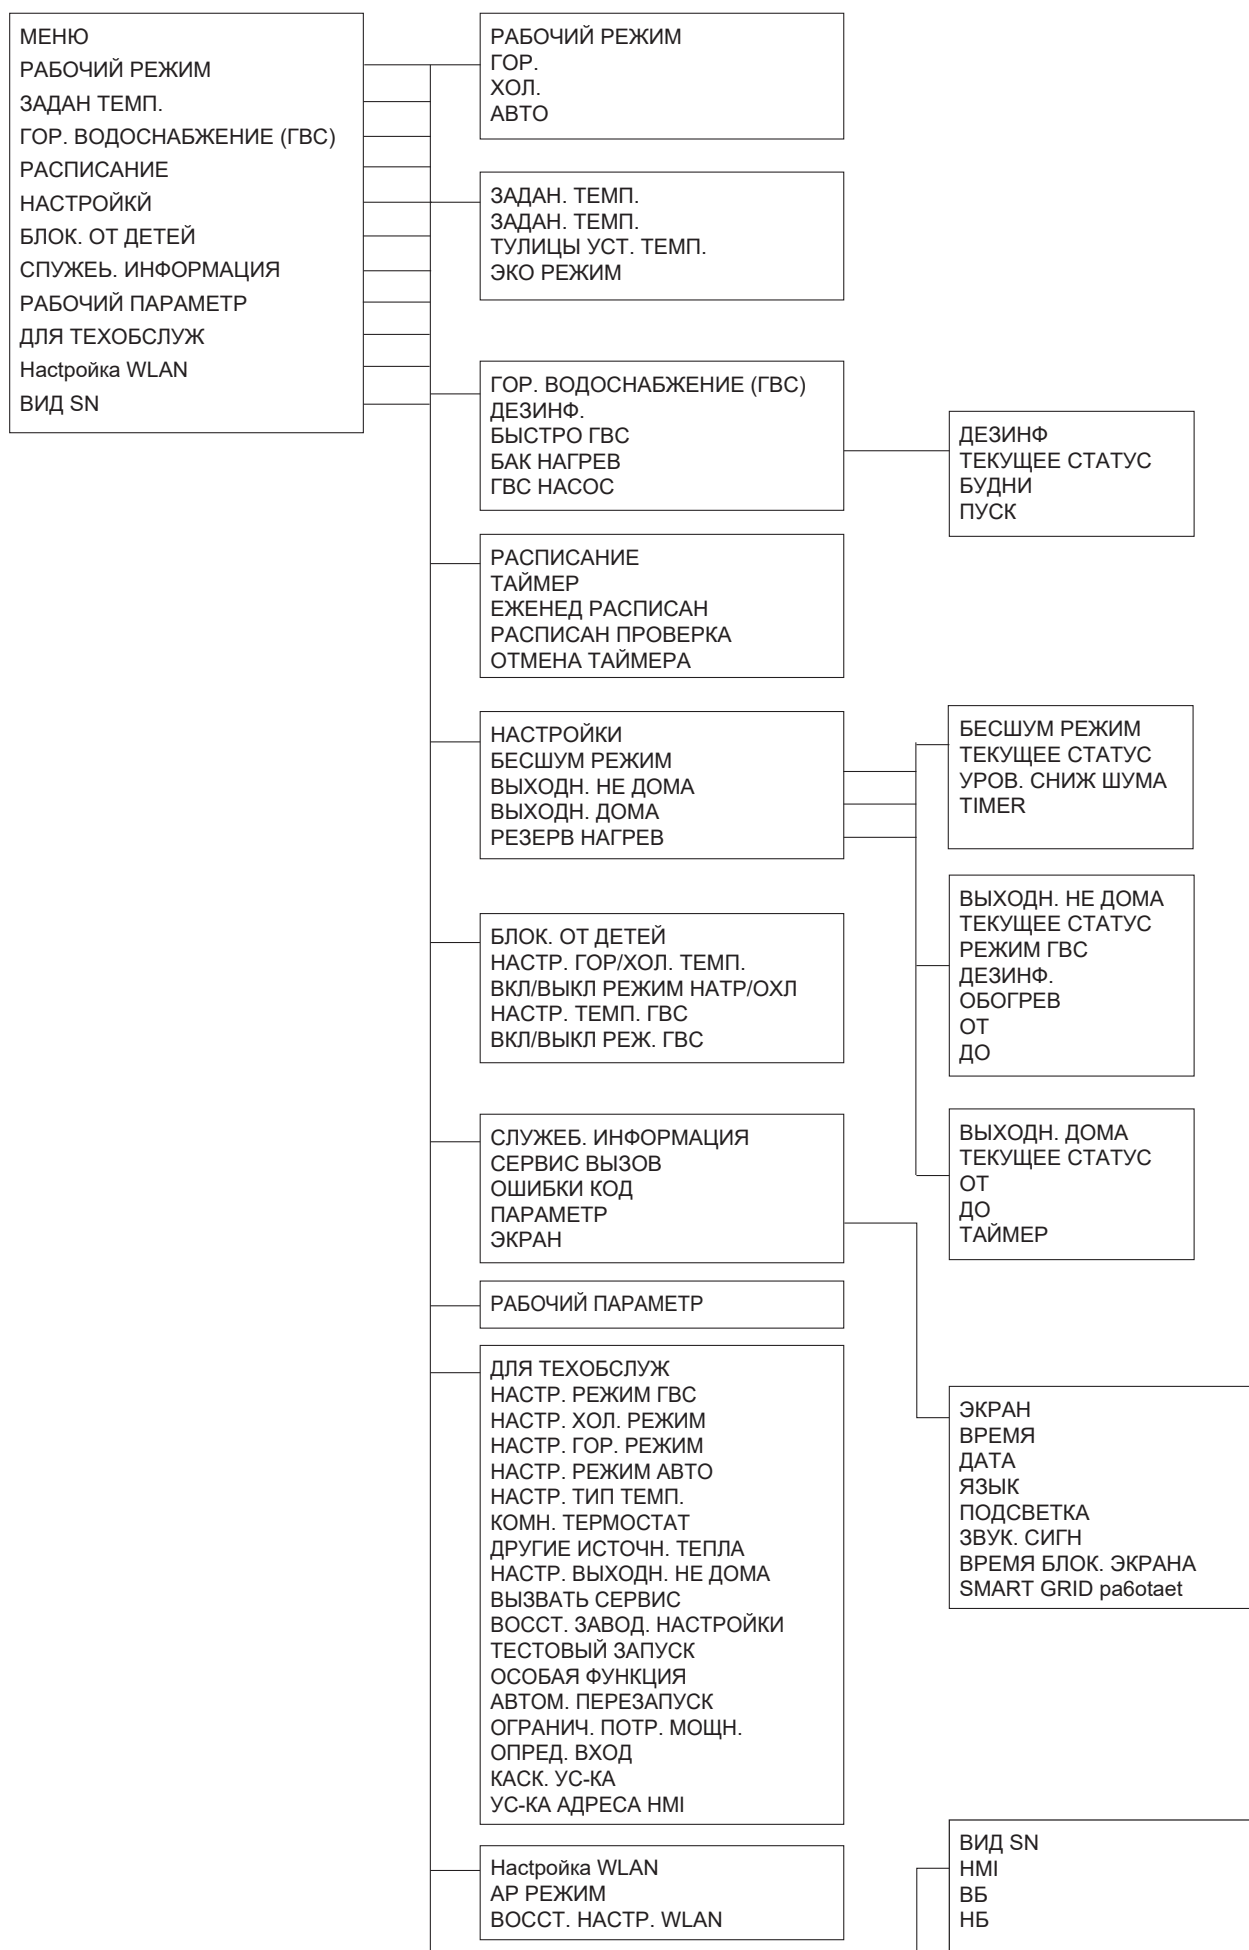 МЕНЮ
РАБОЧИЙ РЕЖИМ
ЗАДАН ТЕМП.
ГОР. ВОДОСНАБЖЕНИЕ (ГВС)
РАСПИСАНИЕ
НАСТРОЙКЙ
БЛОК. ОТ ДЕТЕЙ
СПУЖЕЬ. ИНФОРМАЦИЯ
РАБОЧИЙ ПАРАМЕТР
ДЛЯ ТЕХОБСЛУЖ
Насtройка WLAN
ВИД SN
РАБОЧИЙ РЕЖИМ
ГОР.
ХОЛ.
АВТО
ЗАДАН. ТЕМП.
ЗАДАН. ТЕМП.
ТУЛИЦЫ УСТ. ТЕМП.
ЭКО РЕЖИМ
ГОР. ВОДОСНАБЖЕНИЕ (ГВС)
ДЕЗИНФ.
БЫСТРО ГВС
БАК НАГРЕВ
ГВС НАСОС
ДЕЗИНФ
ТЕКУЩЕЕ СТАТУС
БУДНИ
ПУСК
РАСПИСАНИЕ
ТАЙМЕР
ЕЖЕНЕД РАСПИСАН
РАСПИСАН ПРОВЕРКА
ОТМЕНА ТАЙМЕРА
НАСТРОЙКИ
БЕСШУМ РЕЖИМ
ВЫХОДН. НЕ ДОМА
ВЫХОДН. ДОМА
РЕЗЕРВ НАГРЕВ
БЕСШУМ РЕЖИМ
ТЕКУЩЕЕ СТАТУС
УРОВ. СНИЖ ШУМА
TIMER
ВЫХОДН. НЕ ДОМА
ТЕКУЩЕЕ СТАТУС
РЕЖИМ ГВС
ДЕЗИНФ.
ОБОГРЕВ
ОТ
ДО
ВЫХОДН. ДОМА
ТЕКУЩЕЕ СТАТУС
ОТ
ДО
ТАЙМЕР
БЛОК. ОТ ДЕТЕЙ
НАСТР. ГОР/ХОЛ. ТЕМП.
ВКЛ/ВЫКЛ РЕЖИМ НАТР/ОХЛ
НАСТР. ТЕМП. ГВС
ВКЛ/ВЫКЛ РЕЖ. ГВС
СЛУЖЕБ. ИНФОРМАЦИЯ
СЕРВИС ВЫЗОВ
ОШИБКИ КОД
ПАРАМЕТР
ЭКРАН
РАБОЧИЙ ПАРАМЕТР
ДЛЯ ТЕХОБСЛУЖ
НАСТР. РЕЖИМ ГВС
НАСТР. ХОЛ. РЕЖИМ
НАСТР. ГОР. РЕЖИМ
НАСТР. РЕЖИМ АВТО
НАСТР. ТИП ТЕМП.
КОМН. ТЕРМОСТАТ
ДРУГИЕ ИСТОЧН. ТЕПЛА
НАСТР. ВЫХОДН. НЕ ДОМА
ВЫЗВАТЬ СЕРВИС
ВОССТ. ЗАВОД. НАСТРОЙКИ
ТЕСТОВЫЙ ЗАПУСК
ОСОБАЯ ФУНКЦИЯ
АВТОМ. ПЕРЕЗАПУСК
ОГРАНИЧ. ПОТР. МОЩН.
ОПРЕД. ВХОД
КАСК. УС-КА
УС-КА АДРЕСА HMI
ЭКРАН
ВРЕМЯ
ДАТА
ЯЗЫК
ПОДСВЕТКА
ЗВУК. СИГН
ВРЕМЯ БЛОК. ЭКРАНА
SMART GRID pa6otaet
Насtройка WLAN
АР РЕЖИМ
ВОССТ. НАСТР. WLAN
ВИД SN
HMI
ВБ
НБ